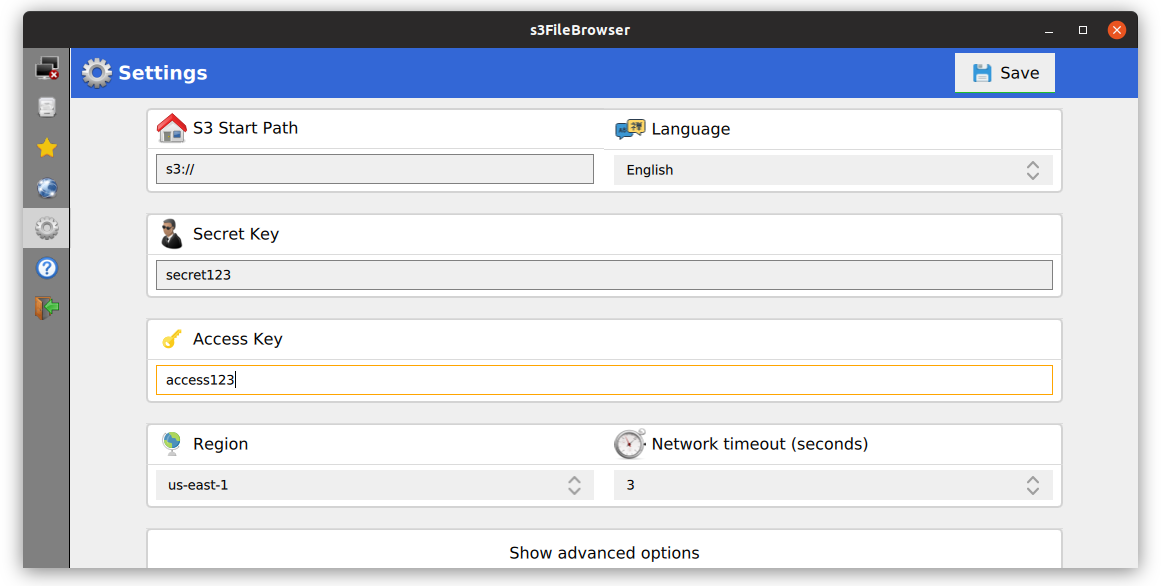 s3FileBrowser
Settings
Save
S3 Start Path
Language
s3://
English
Secret Key
secret123
Access Key
access123
Region
Network timeout (seconds)
us-east-1
3
Show advanced options